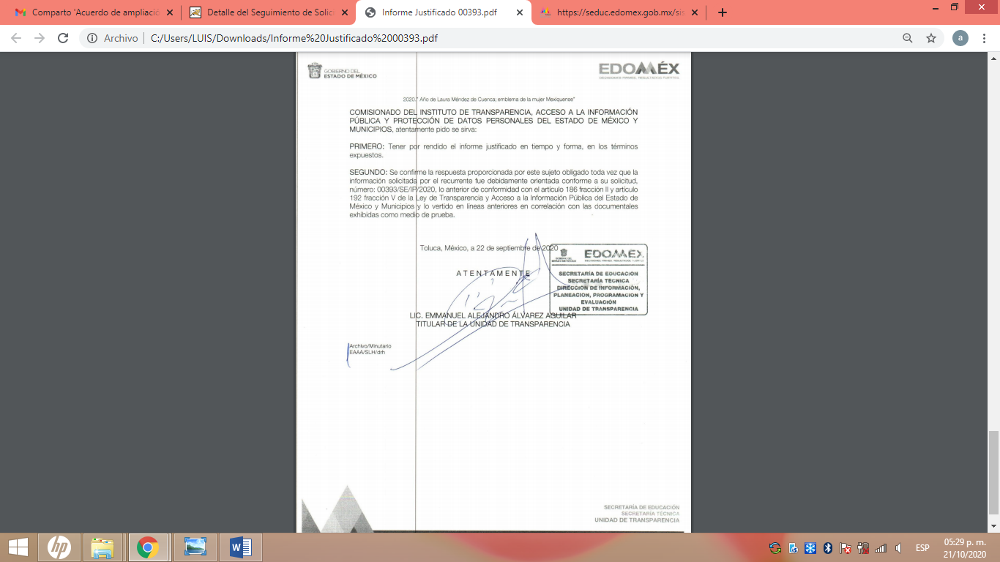 Comparto 'Acuerdo de ampliació
Detalle del Seguimiento de Solici
Informe Justificado 00393.pdf
https://seduc.edomex.gob.mx/sis
Archivo
C:/Users/LUIS/Downloads/Informe%20Justificado%2000393.pdf
a
GOBIERNO DEL
ESTADO DE MÉXICO
EDOMÉX
DECISIONES FIRMES, RESULTADOS FUERTES.
2020." Año de Laura Méndez de Cuenca; emblema de la mujer Mexiquense"
COMISIONADO DEL INSTITUTO DE TRANSPARENCIA, ACCESO A LA INFORMACIÓN
PÚBLICA Y PROTECCIÓN DE DATOS PERSONALES DEL ESTADO DE MÉXICO Y
MUNICIPIOS, atentamente pido se sirva:
PRIMERO: Tener por rendido el informe justificado en tiempo y forma, en los términos
expuestos.
SEGUNDO: Se confirme la respuesta proporcionada por este sujeto obligado toda vez que la
información solicitada por el recurrente fue debidamente orientada conforme a su solicitud,
número: 00393/SE/IP/2020, lo anterior de conformidad con el artículo 186 fracción II y artículo
192 fracción V de la Ley de Transparencia y Acceso a la Información Pública del Estado de
México y Municipios y lo vertido en líneas anteriores en correlación con las documentales
exhibidas como medio de prueba.
Toluca, México, a 22 de septiembre de 2020
A T E N T A M E N T E
GOBIERNO DEL
ESTADO DE MÉXICO
EDOMÉX
SECRETARÍA DE EDUCACIÓN
SECRETARÍA TÉCNICA
DIRECCIÓN DE INFORMACIÓN,
PLANEACIÓN, PROGRAMACIÓN Y
EVALUACIÓN
UNIDAD DE TRANSPARENCIA
LIC. EMMANUEL ALEJANDRO ÁLVAREZ AGUILAR
TITULAR DE LA UNIDAD DE TRANSPARENCIA
Archivo/Minutario
EAAA/SLH/drh
SECRETARÍA DE EDUCACIÓN
SECRETARÍA TÉCNICA
UNIDAD DE TRANSPARENCIA
ESP
05:29 p. m.
21/10/2020